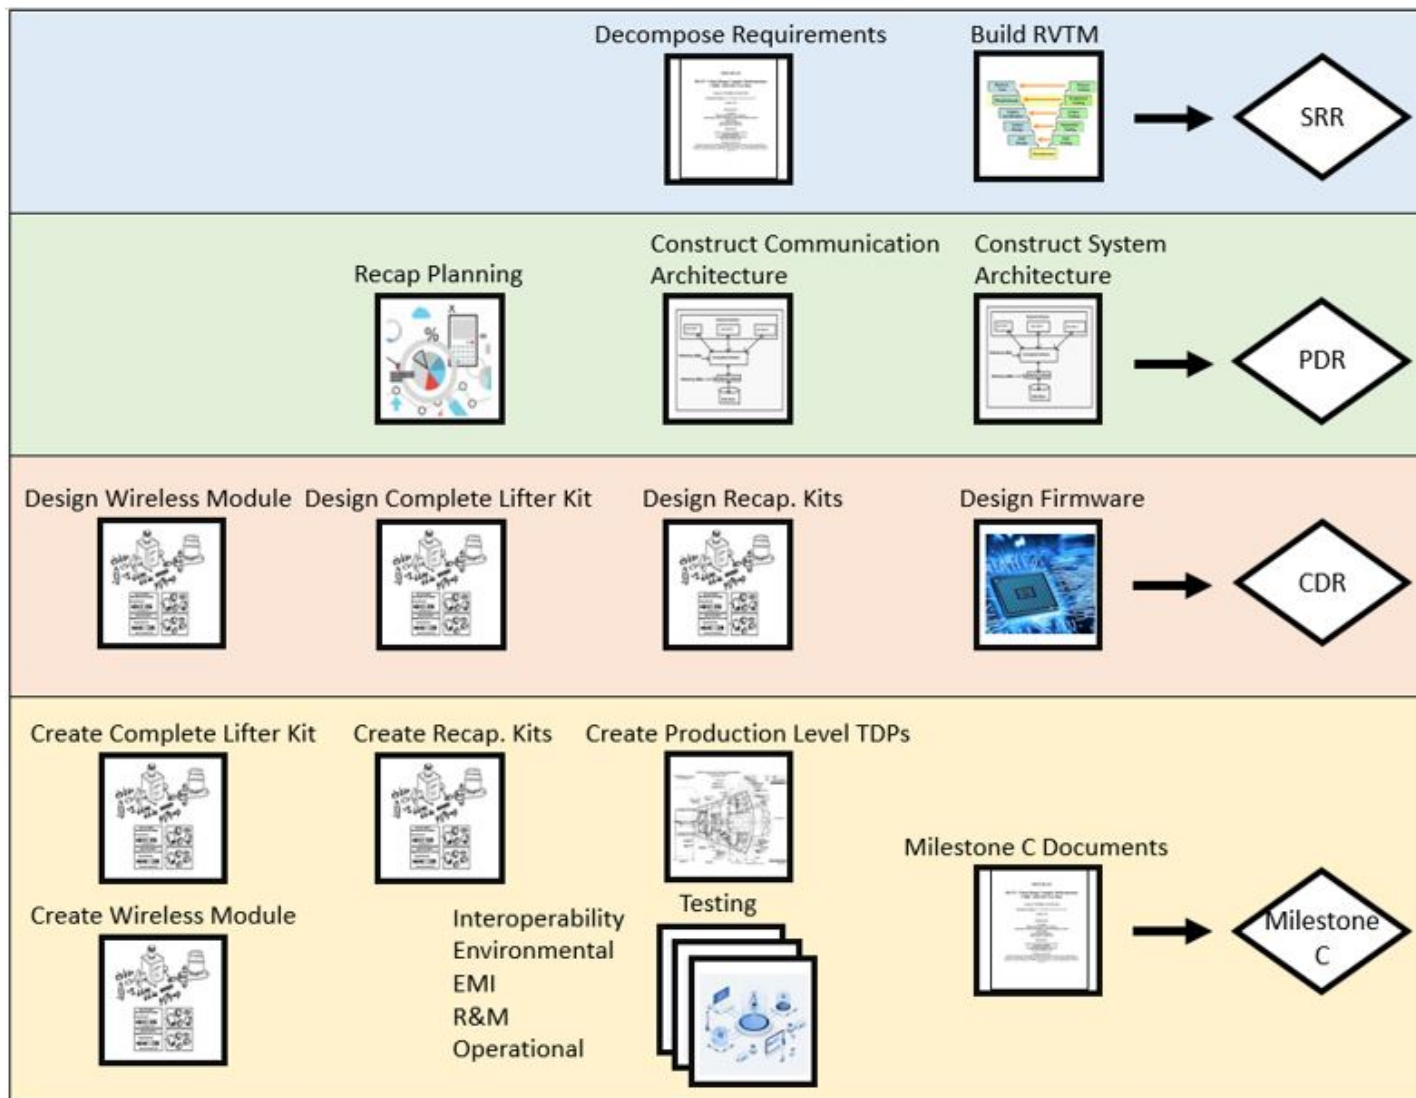 Decompose Requirements
Build RVTM
SRR
Recap Planning
Construct Communication
Architecture
Construct System
Architecture
PDR
Design Wireless Module
Design Complete Lifter Kit
Design Recap. Kits
Design Firmware
CDR
Create Complete Lifter Kit
Create Recap. Kits
Create Production Level TDPs
Milestone C Documents
Milestone
C
Create Wireless Module
Interoperability
Environmental
EMI
R&M
Operational
Testing